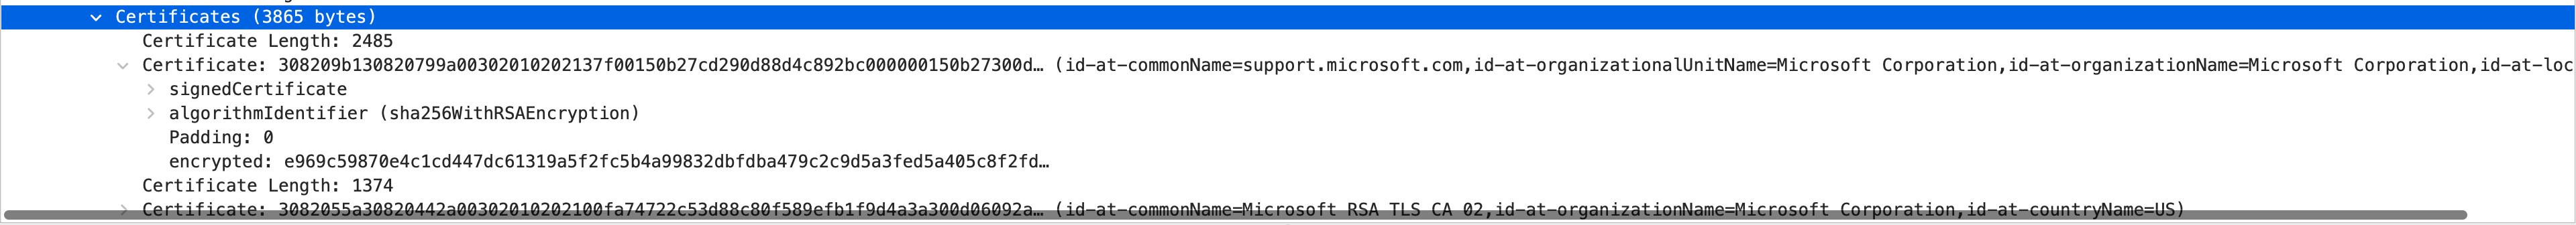 Certificates (3865 bytes)
Certificate Length: 2485
Certificate: 308209b130820799a00302010202137f00150b27cd290d88d4c892bc000000150b27300d… (id-at-commonName=support.microsoft.com,id-at-organizationalUnitName=Microsoft Corporation,id-at-organizationName=Microsoft Corporation,id-at-loc
signedCertificate
algorithmIdentifier (sha256WithRSAEncryption)
Padding: 0
encrypted: e969c59870e4c1cd447dc61319a5f2fc5b4a99832dbfdba479c2c9d5a3fed5a405c8f2fd…
Certificate Length: 1374
Certificate: 3082055a30820442a00302010202100fa74722c53d88c80f589efb1f9d4a3a300d06092a… (id-at-commonName=Microsoft RSA TLS CA 02,id-at-organizationName=Microsoft Corporation,id-at-countryName=US)